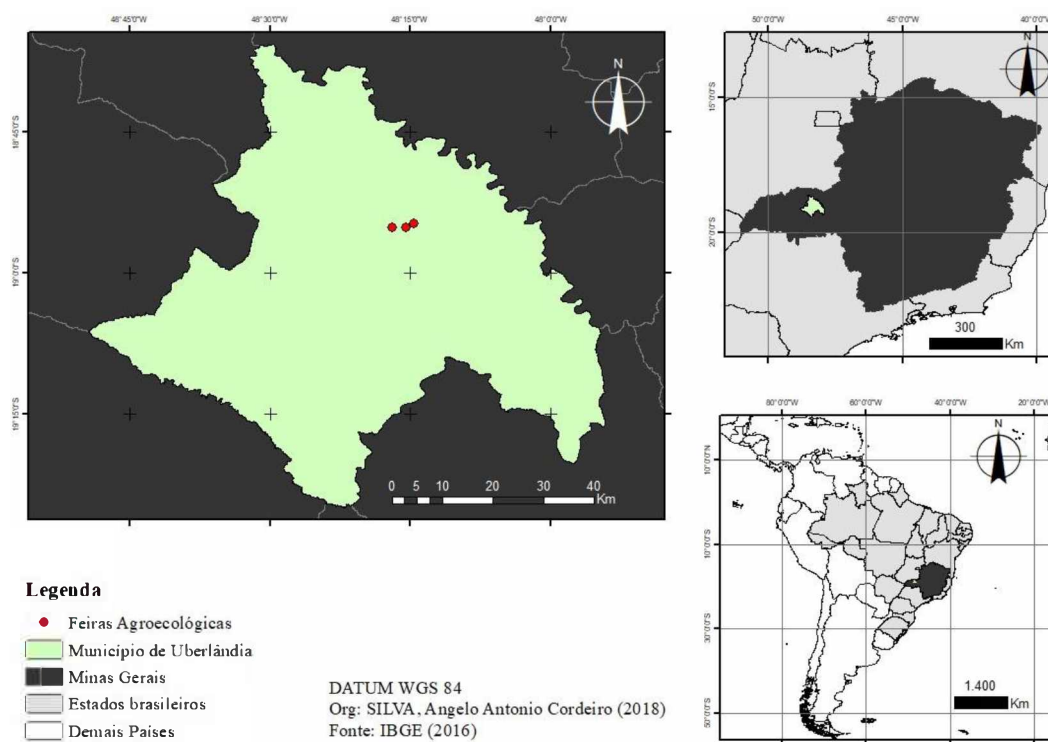 48°45'0"W 48°30'0"W 48°15'0"W 48°0'0"W
18°45'0"S
19°0'0"S
19°15'0"S
N
0 5 10 20 30 40
Km
50°0'0"W 45°0'0"W 40°0'0"W
15°0'0"S
20°0'0"S
N
300
Km
80°0'0"W 60°0'0"W 40°0'0"W 20°0'0"W
10°0'0"N
10°0'0"S
30°0'0"S
50°0'0"S
N
1.400
Km
Legenda
Feiras Agroecológicas
Município de Uberlândia
Minas Gerais
Estados brasileiros
Demais Países
DATUM WGS 84
Org: SILVA, Angelo Antonio Cordeiro (2018)
Fonte: IBGE (2016)